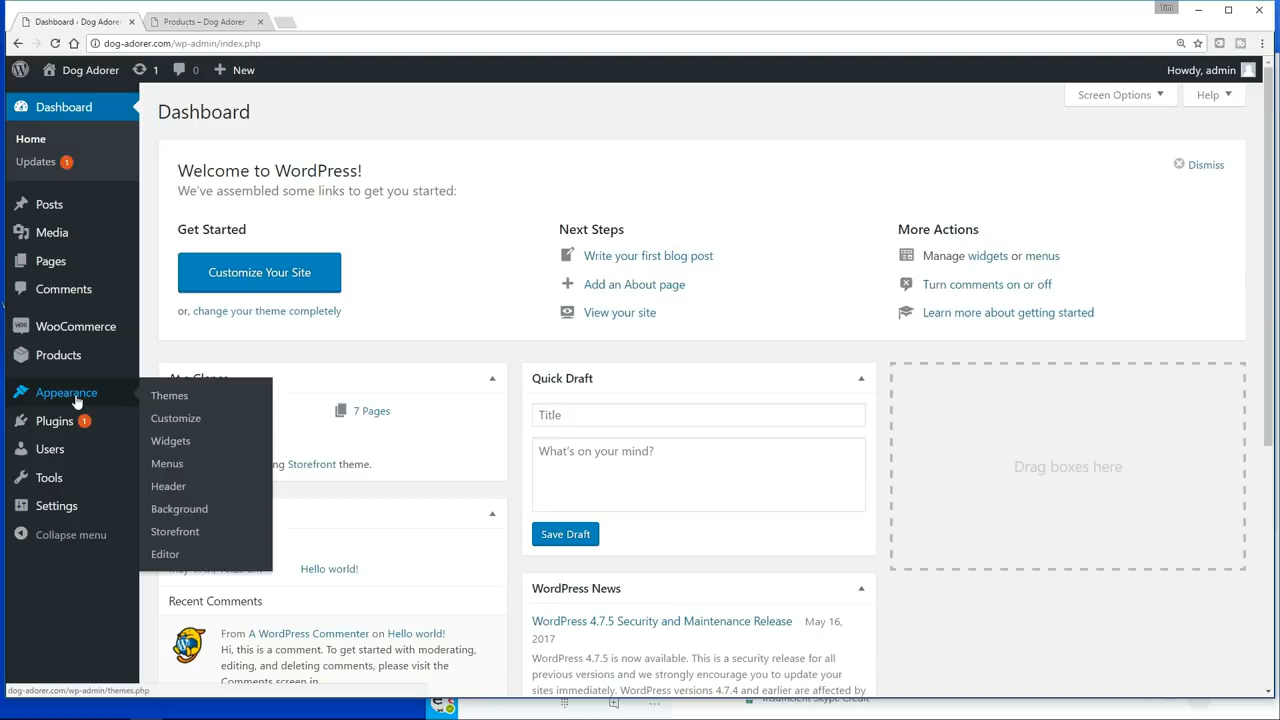 Tim
Dashboard ‹ Dog Adorer
Products – Dog Adorer
dog-adorer.com/wp-admin/index.php
Dog Adorer
1
0
New
Howdy, admin
Dashboard
Home
Updates 1
Posts
Media
Pages
Comments
WooCommerce
Products
Appearance
Plugins 1
Users
Tools
Settings
Collapse menu
Themes
Customize
Widgets
Menus
Header
Background
Storefront
Editor
Dashboard
Screen Options
Help
Welcome to WordPress!
We've assembled some links to get you started:
Dismiss
Get Started
Customize Your Site
or, change your theme completely
Next Steps
Write your first blog post
Add an About page
View your site
More Actions
Manage widgets or menus
Turn comments on or off
Learn more about getting started
7 Pages
Storefront theme.
Hello world!
Recent Comments
From A WordPress Commenter on Hello world!
Hi, this is a comment. To get started with moderating,
editing, and deleting comments, please visit the
Comments screen in
Quick Draft
Title
What's on your mind?
Save Draft
WordPress News
WordPress 4.7.5 Security and Maintenance Release May 16,
2017
WordPress 4.7.5 is now available. This is a security release for all
previous versions and we strongly encourage you to update your
sites immediately. WordPress versions 4.7.4 and earlier are affected by
Drag boxes here
dog-adorer.com/wp-admin/themes.php
Insufficient Skype Credit